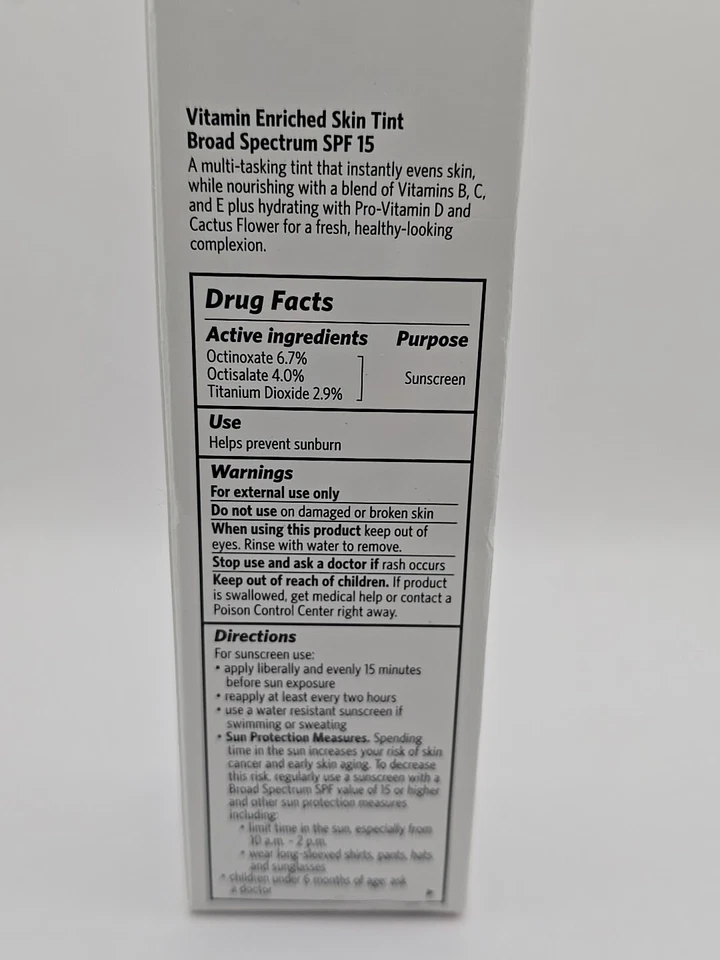 Vitamin Enriched Skin Tint
Broad Spectrum SPF 15
A multi-tasking tint that instantly evens skin,
while nourishing with a blend of Vitamins B, C,
and E plus hydrating with Pro-Vitamin D and
Cactus Flower for a fresh, healthy-looking
complexion.
Drug Facts
Active ingredients Purpose
Octinoxate 6.7%
Octisalate 4.0% Sunscreen
Titanium Dioxide 2.9%
Use
Helps prevent sunburn
Warnings
For external use only
Do not use on damaged or broken skin
When using this product keep out of
eyes. Rinse with water to remove.
Stop use and ask a doctor if rash occurs
Keep out of reach of children. If product
is swallowed, get medical help or contact a
Poison Control Center right away.
Directions
For sunscreen use:
• apply liberally and evenly 15 minutes
before sun exposure
• reapply at least every two hours
• use a water resistant sunscreen if
swimming or sweating
• Sun Protection Measures. Spending
time in the sun increases your risk of skin
cancer and early skin aging. To decrease
this risk, regularly use a sunscreen with a
Broad Spectrum SPF value of 15 or higher
and other sun protection measures
including:
• limit time in the sun, especially from
10 a.m. - 2 p.m.
• wear long-sleeved shirts, pants, hats
and sunglasses
• children under 6 months of age: ask
a doctor